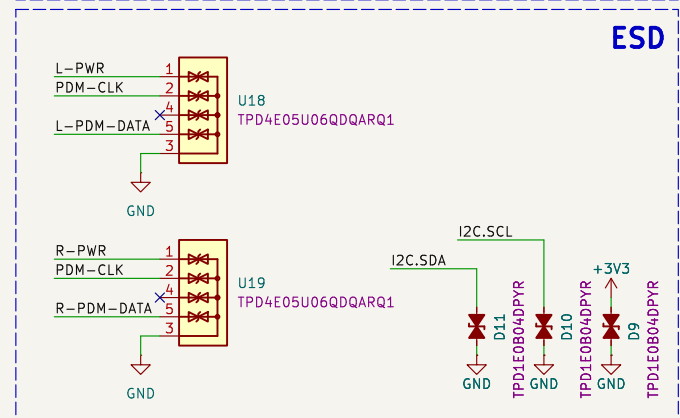 ESD
L-PWR 1
PDM-CLK 2
4
L-PDM-DATA 5
3
U18
TPD4E05U06QDQARQ1
GND
R-PWR 1
PDM-CLK 2
4
R-PDM-DATA 5
3
U19
TPD4E05U06QDQARQ1
GND
I2C.SCL
I2C.SDA
+3V3
D11
TPD1E0B04DPYR
D10
TPD1E0B04DPYR
D9
TPD1E0B04DPYR
GND GND GND